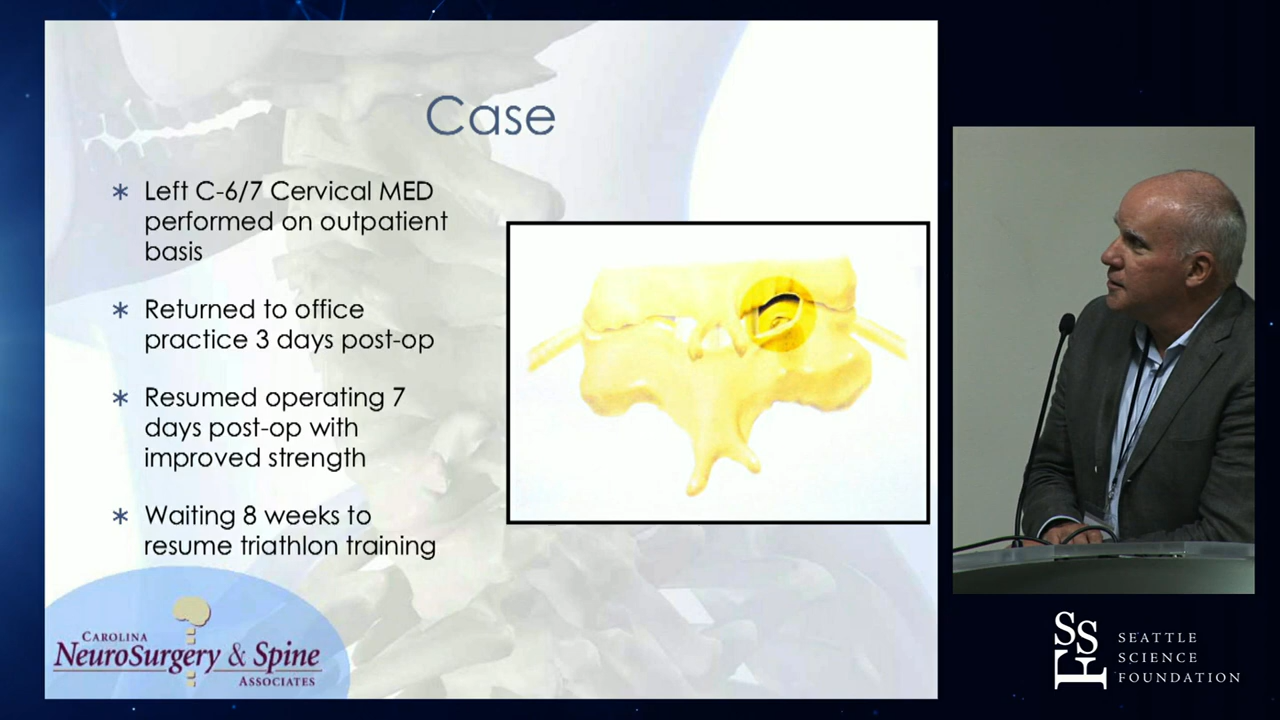 Case
* Left C-6/7 Cervical MED
performed on outpatient
basis
* Returned to office
practice 3 days post-op
* Resumed operating 7
days post-op with
improved strength
* Waiting 8 weeks to
resume triathlon training
CAROLINA
NEUROSURGERY & SPINE
ASSOCIATES
SSF
SEATTLE
SCIENCE
FOUNDATION